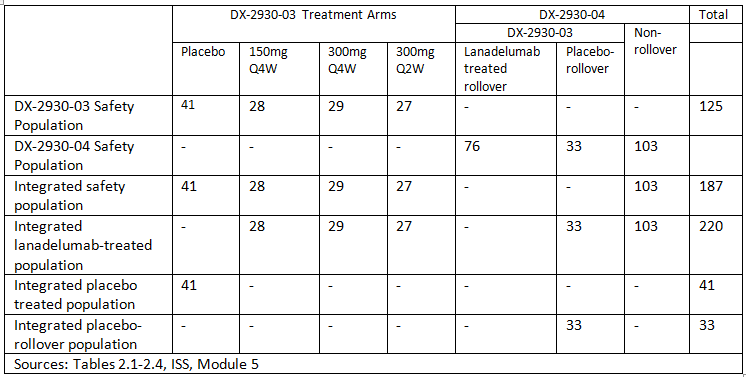 DX-2930-03 Treatment Arms DX-2930-04 Total
DX-2930-03 Non-
rollover
Placebo 150mg 300mg 300mg Lanadelumab Placebo-
Q4W Q4W Q2W treated rollover
rollover
DX-2930-03 Safety 41 28 29 27 - - - 125
Population
DX-2930-04 Safety - - - - 76 33 103
Population
Integrated safety 41 28 29 27 - - 103 187
population
Integrated - 28 29 27 33 103 220
lanadelumab-treated
population
Integrated placebo 41 - - - - - - 41
treated population
Integrated placebo- - - - - - 33 - 33
rollover population
Sources: Tables 2.1-2.4, ISS, Module 5